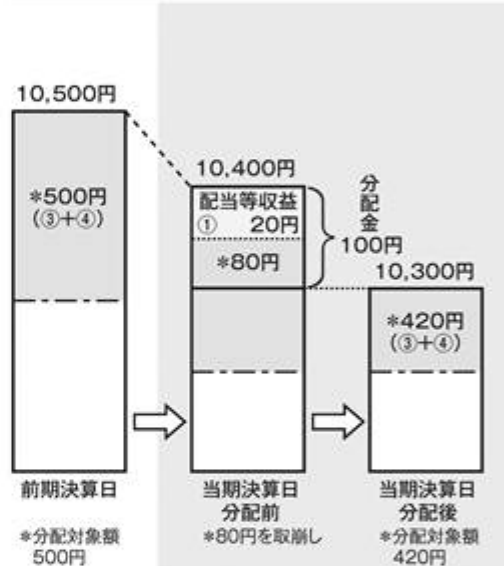 10,500円
*500円
(③+④)
前期決算日
*分配対象額
500円
10,400円
配当等収益
① 20円
*80円
分配金
100円
当期決算日
分配前
*80円を取崩し
10,300円
*420円
(③+④)
当期決算日
分配後
*分配対象額
420円